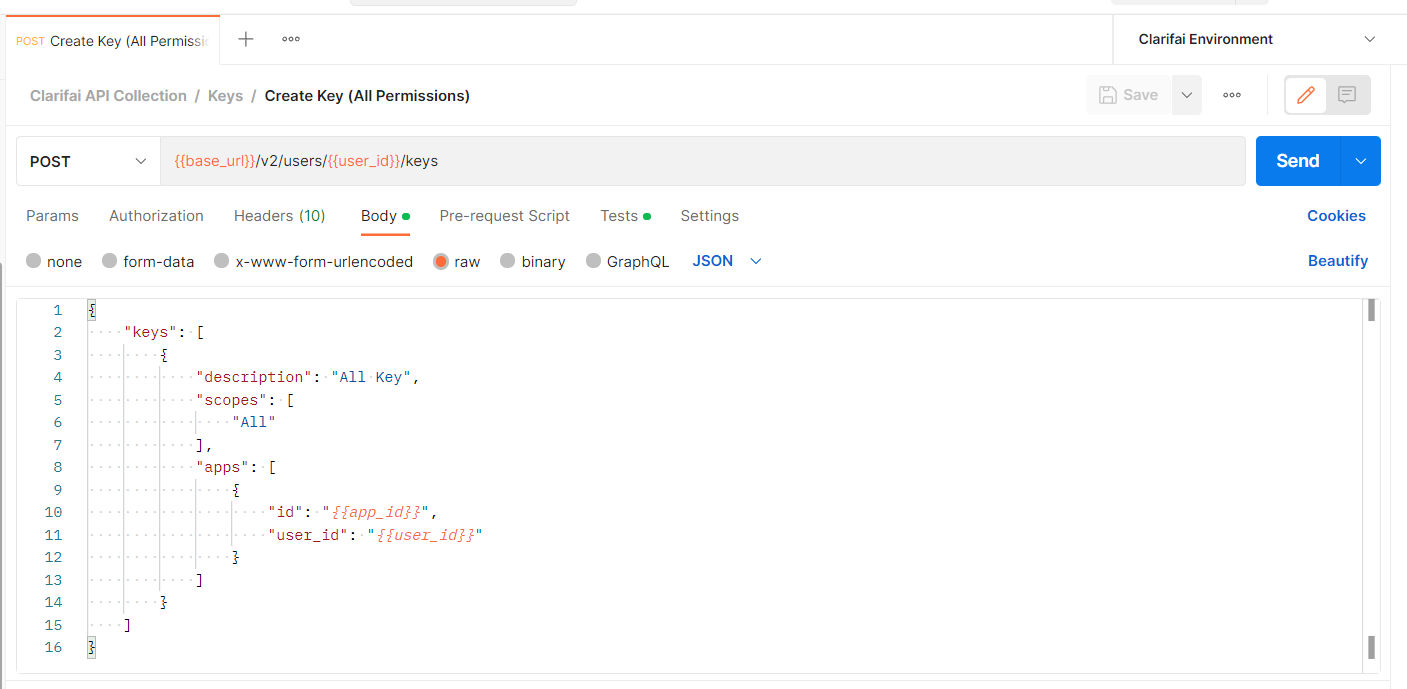 POST Create Key (All Permissi
Clarifai Environment
Clarifai API Collection / Keys / Create Key (All Permissions)
Save
POST
{{base_url}}/v2/users/{{user_id}}/keys
Send
Params Authorization Headers (10) Body Pre-request Script Tests Settings
Cookies
none form-data x-www-form-urlencoded raw binary GraphQL JSON
Beautify
1 {
2 "keys": [
3 {
4 "description": "All Key",
5 "scopes": [
6 "All"
7 ],
8 "apps": [
9 {
10 "id": "{{app_id}}",
11 "user_id": "{{user_id}}"
12 }
13 ]
14 }
15 ]
16 }